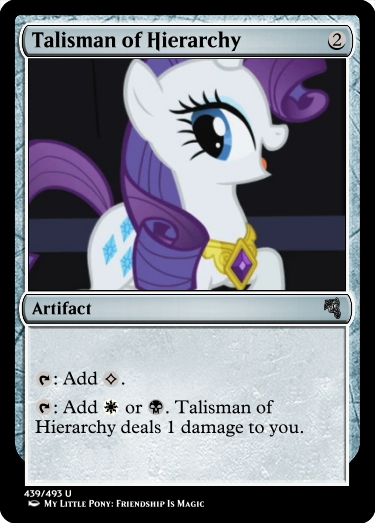 Talisman of Hierarchy 2
Artifact
: Add .
: Add or . Talisman of
Hierarchy deals 1 damage to you.
439/493 U
My Little Pony: Friendship Is Magic